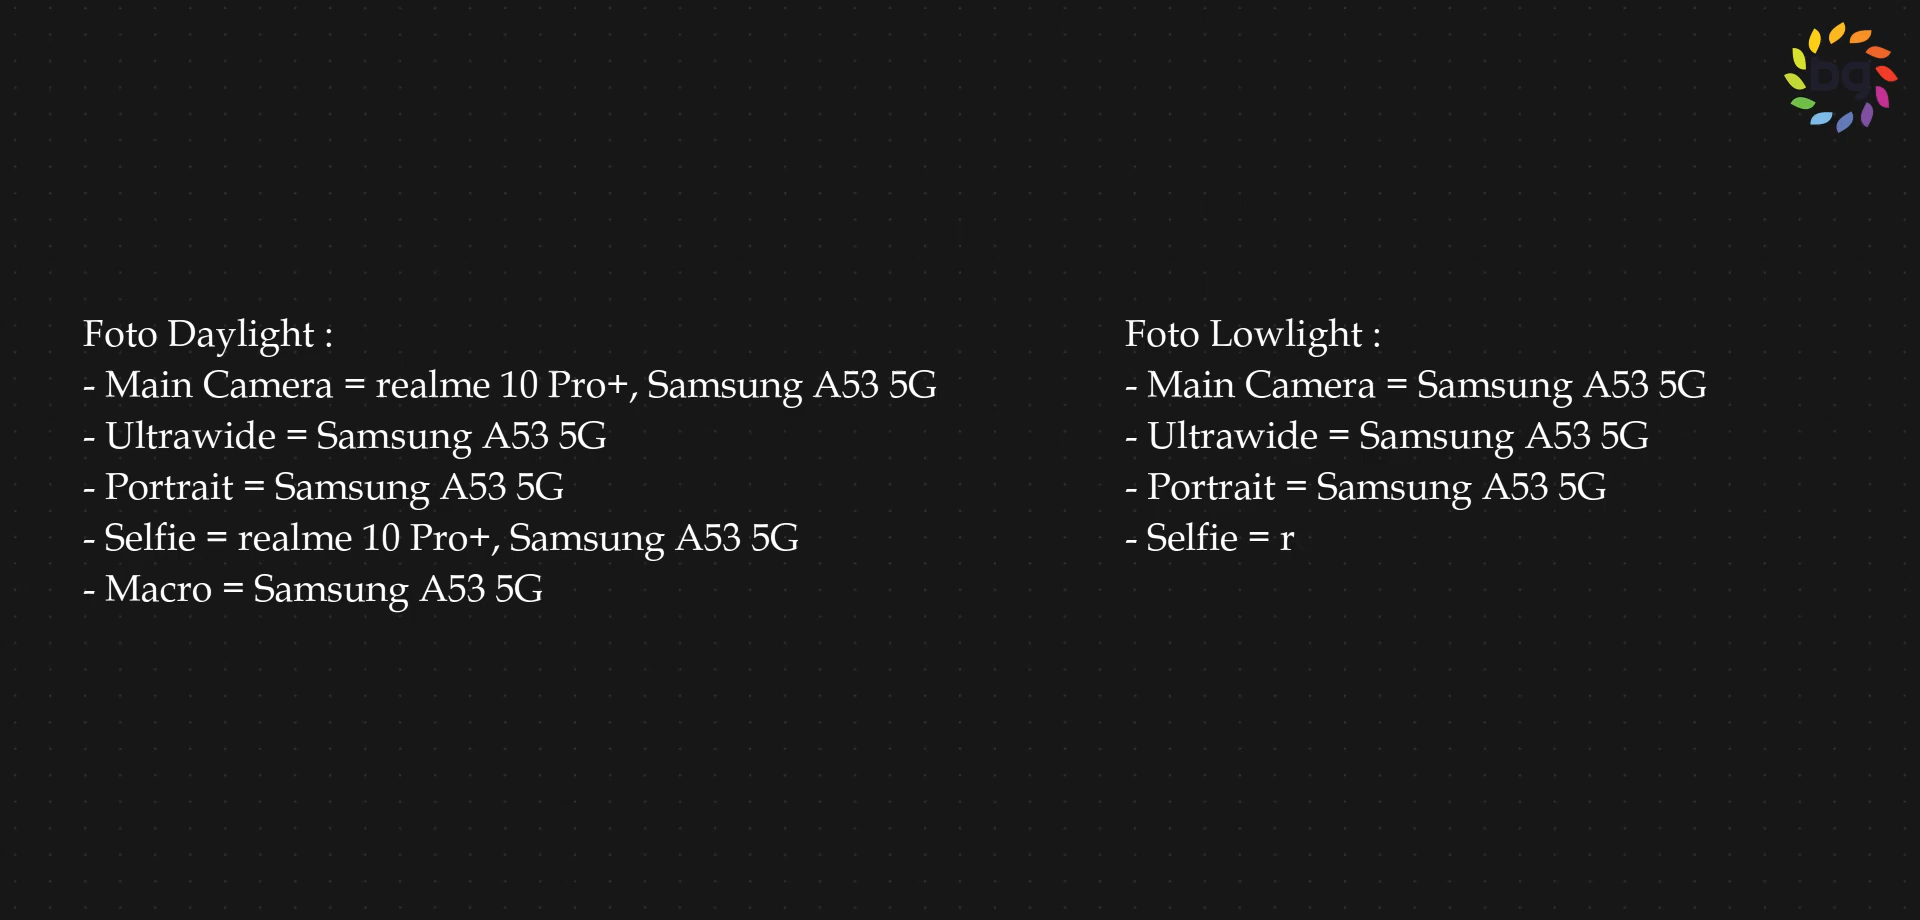 bg
Foto Daylight :
- Main Camera = realme 10 Pro+, Samsung A53 5G
- Ultrawide = Samsung A53 5G
- Portrait = Samsung A53 5G
- Selfie = realme 10 Pro+, Samsung A53 5G
- Macro = Samsung A53 5G
Foto Lowlight :
- Main Camera = Samsung A53 5G
- Ultrawide = Samsung A53 5G
- Portrait = Samsung A53 5G
- Selfie = r